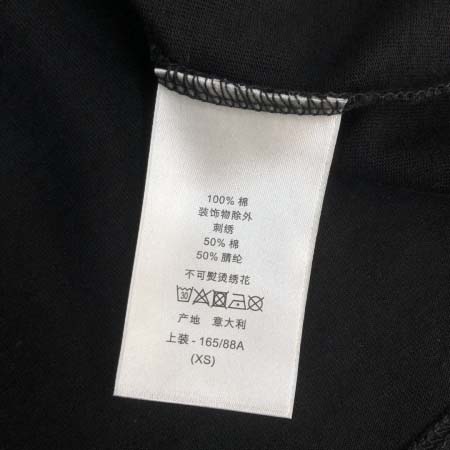 100% 棉
装饰物除外
刺绣
50% 棉
50% 腈纶
不可熨烫绣花
30
产地 意大利
上装 - 165/88A
(XS)